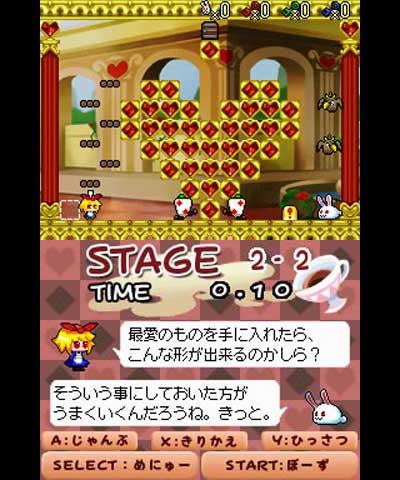 ×0 ×0 ×0 ×0
STAGE 2-2
TIME 0.10
最愛のものを手に入れたら、
こんな形が出来るのかしら？
そういう事にしておいた方が
うまくいくんだろうね。きっと。
A:じゃんぷ X:きりかえ Y:ひっさつ
SELECT：めにゅー START:ぽーず